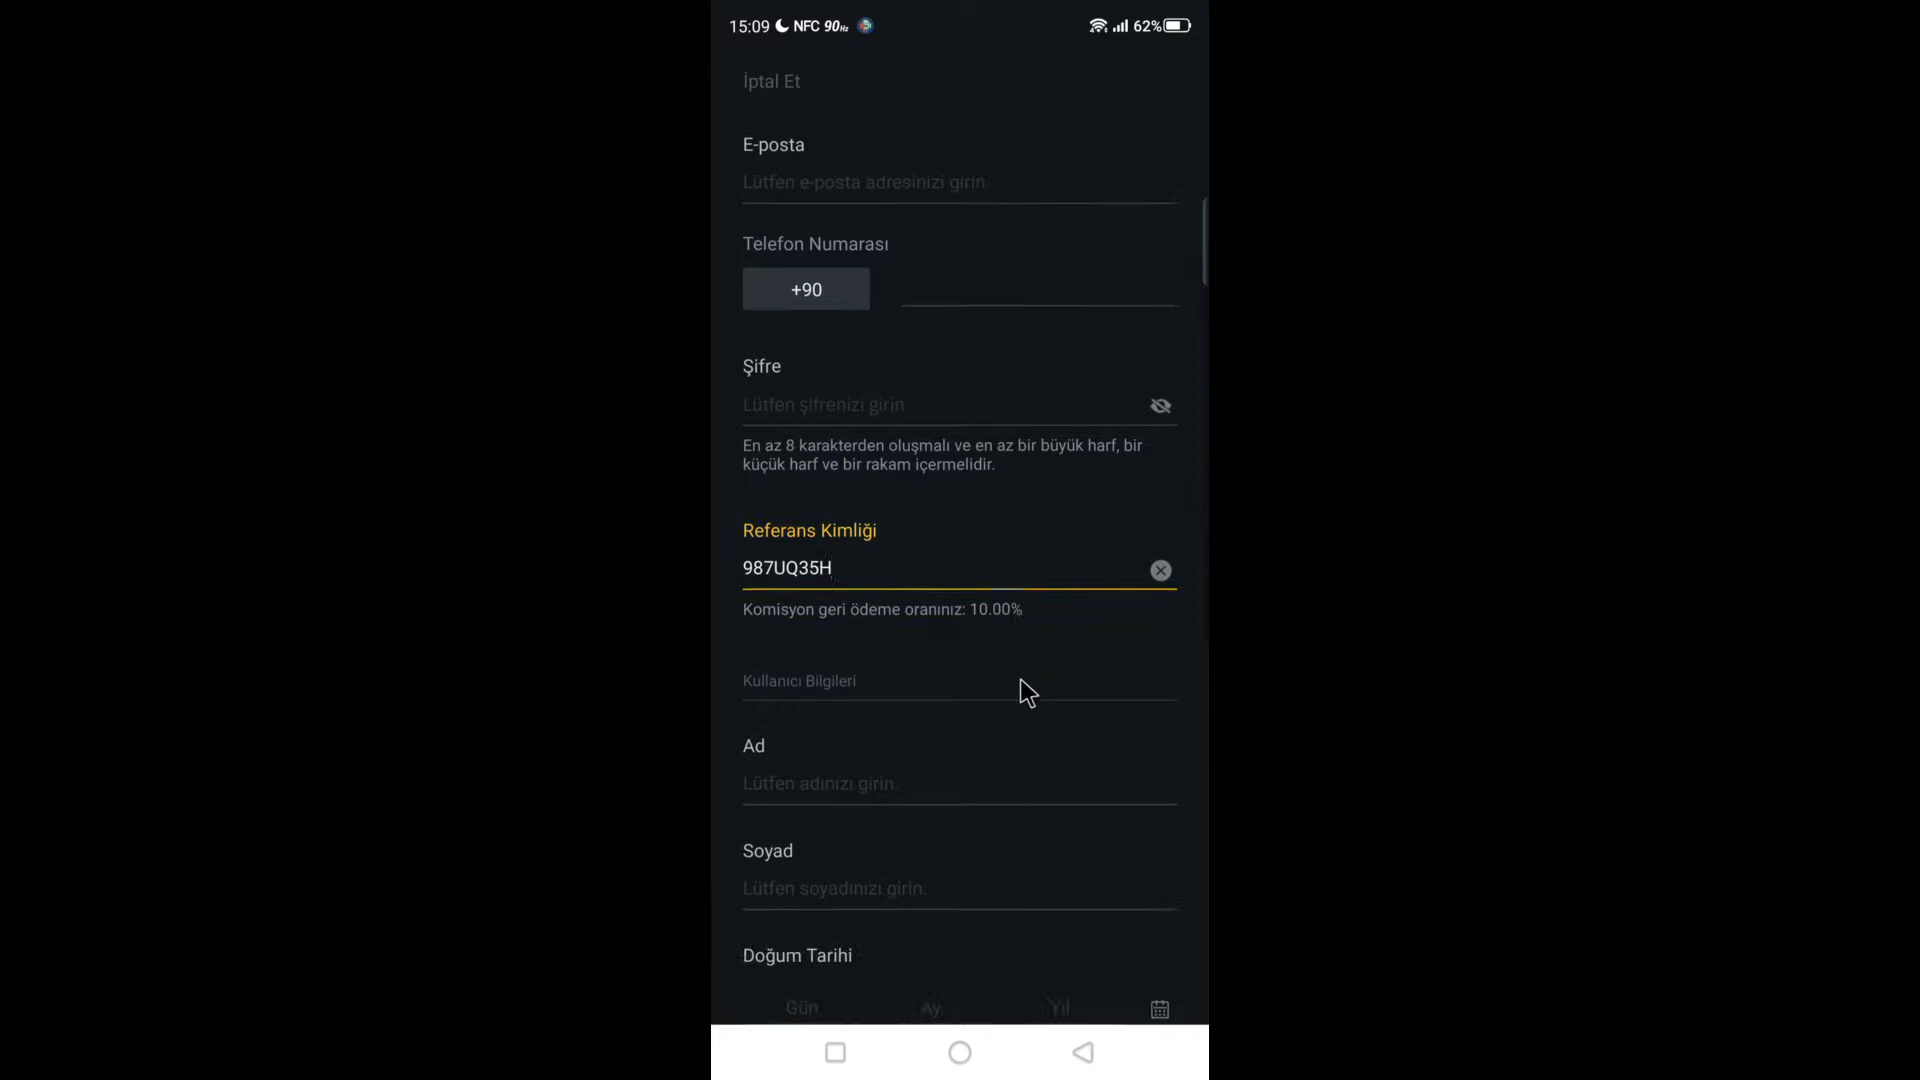 15:09 NFC 90Hz 62%
İptal Et
E-posta
Lütfen e-posta adresinizi girin.
Telefon Numarası
+90
Şifre
Lütfen şifrenizi girin
En az 8 karakterden oluşmalı ve en az bir büyük harf, bir
küçük harf ve bir rakam içermelidir.
Referans Kimliği
987UQ35H
Komisyon geri ödeme oranınız: 10.00%
Kullanıcı Bilgileri
Ad
Lütfen adınızı girin.
Soyad
Lütfen soyadınızı girin.
Doğum Tarihi
Gün Ay Yıl